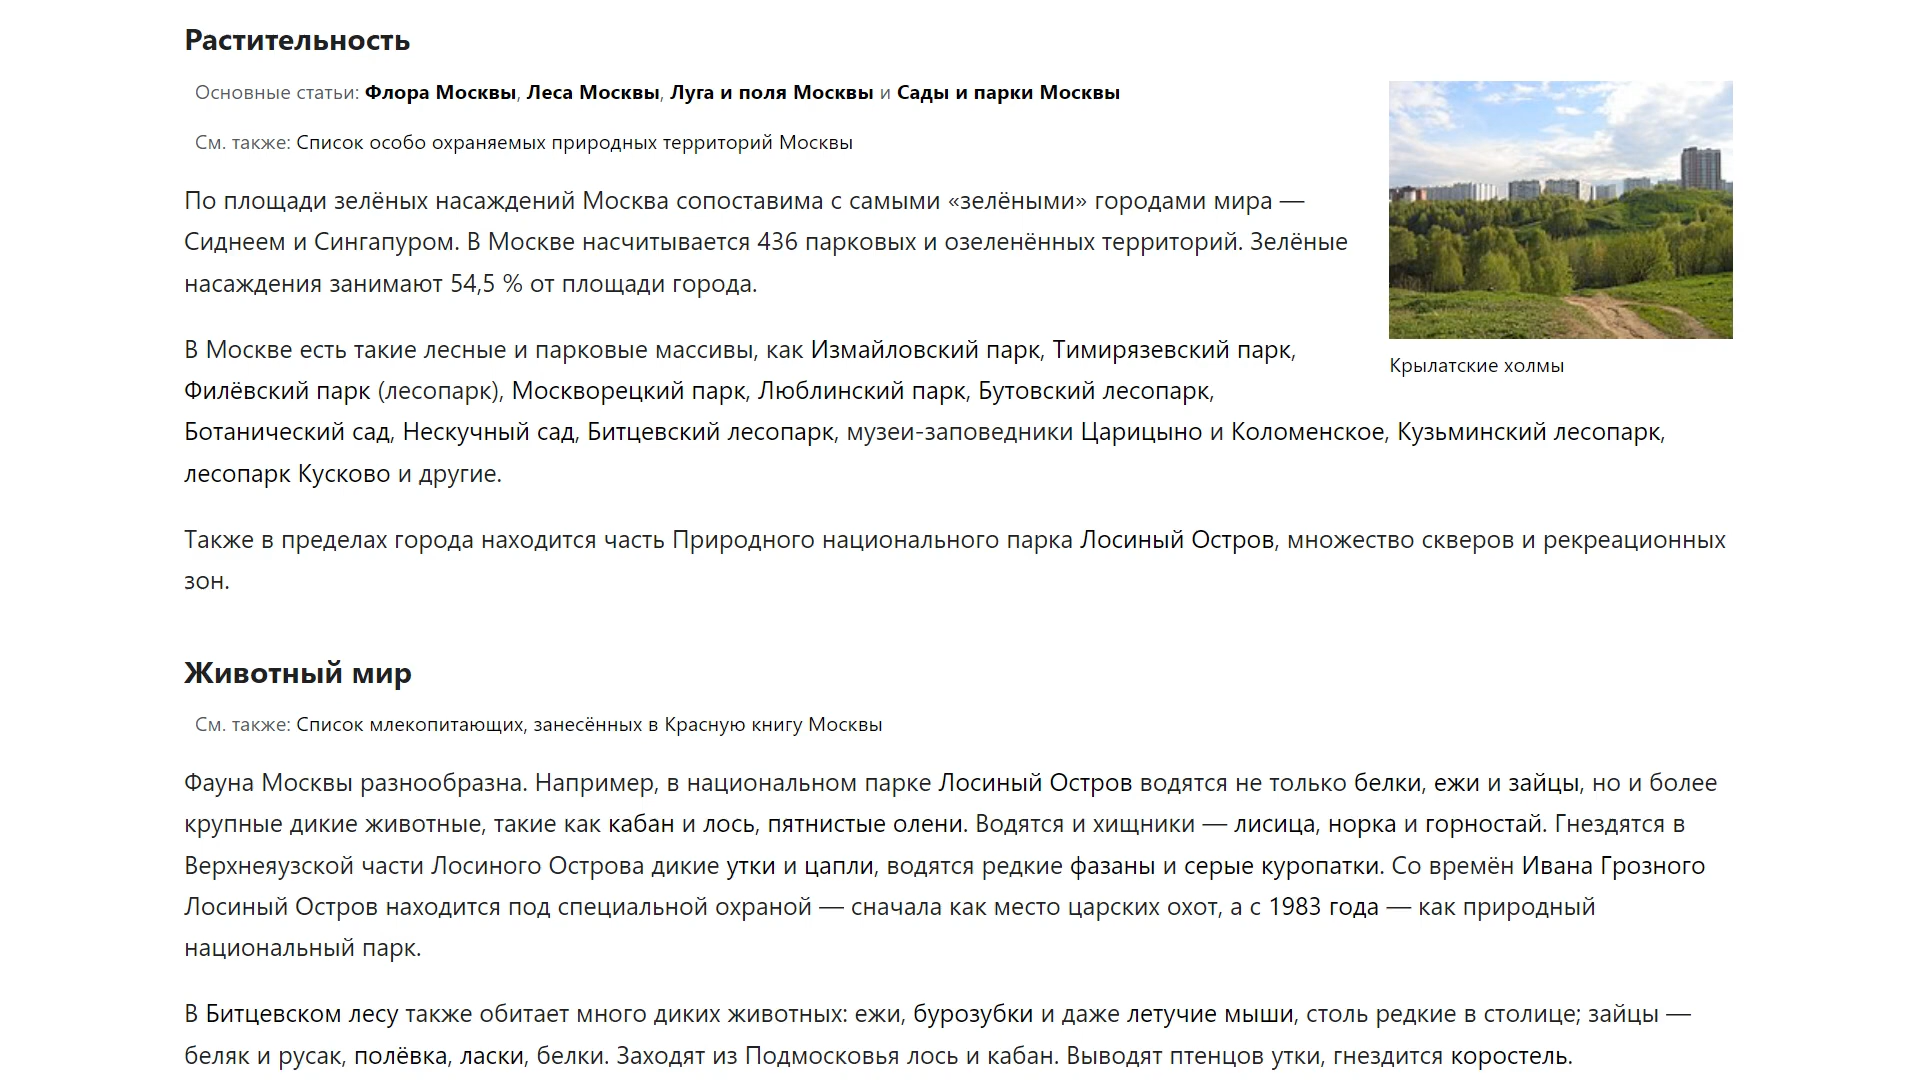 Растительность
Основные статьи: Флора Москвы, Леса Москвы, Луга и поля Москвы и Сады и парки Москвы
См. также: Список особо охраняемых природных территорий Москвы
По площади зелёных насаждений Москва сопоставима с самыми «зелёными» городами мира —
Сиднеем и Сингапуром. В Москве насчитывается 436 парковых и озеленённых территорий. Зелёные
насаждения занимают 54,5 % от площади города.
Крылатские холмы
В Москве есть такие лесные и парковые массивы, как Измайловский парк, Тимирязевский парк,
Филёвский парк (лесопарк), Москворецкий парк, Люблинский парк, Бутовский лесопарк,
Ботанический сад, Нескучный сад, Битцевский лесопарк, музеи-заповедники Царицыно и Коломенское, Кузьминский лесопарк,
лесопарк Кусково и другие.
Также в пределах города находится часть Природного национального парка Лосиный Остров, множество скверов и рекреационных
зон.
Животный мир
См. также: Список млекопитающих, занесённых в Красную книгу Москвы
Фауна Москвы разнообразна. Например, в национальном парке Лосиный Остров водятся не только белки, ежи и зайцы, но и более
крупные дикие животные, такие как кабан и лось, пятнистые олени. Водятся и хищники — лисица, норка и горностай. Гнездятся в
Верхнеяузской части Лосиного Острова дикие утки и цапли, водятся редкие фазаны и серые куропатки. Со времён Ивана Грозного
Лосиный Остров находится под специальной охраной — сначала как место царских охот, а с 1983 года — как природный
национальный парк.
В Битцевском лесу также обитает много диких животных: ежи, бурозубки и даже летучие мыши, столь редкие в столице; зайцы —
беляк и русак, полёвка, ласки, белки. Заходят из Подмосковья лось и кабан. Выводят птенцов утки, гнездится коростель.